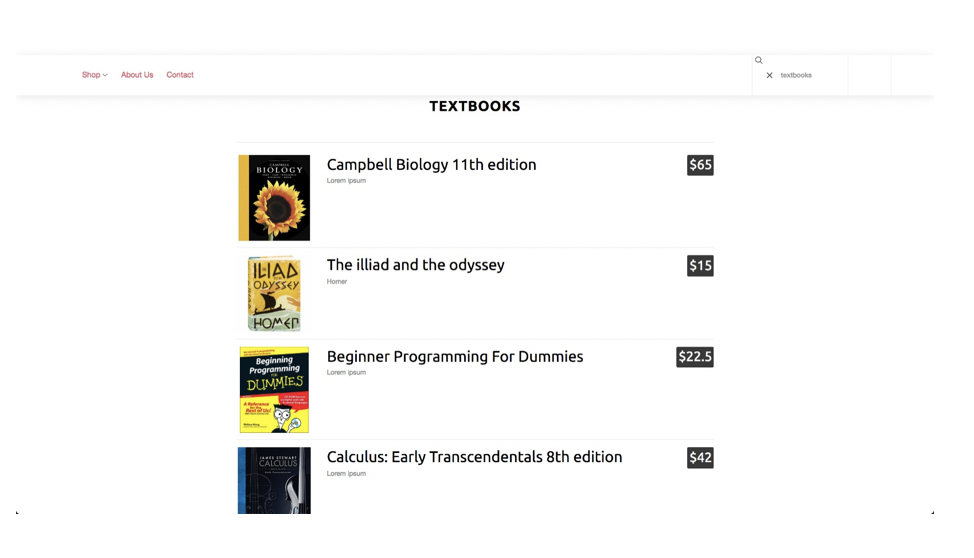 Shop
About Us
Contact
textbooks
TEXTBOOKS
CAMPBELL
BIOLOGY
Campbell Biology 11th edition
$65
Lorem ipsum
ILIAD
ODYSSEY
HOMER
The illiad and the odyssey
$15
Homer
Beginning
Programming
FOR
DUMMIES
A Reference
for the
Rest of Us!
Beginner Programming For Dummies
$22.5
Lorem ipsum
JAMES STEWART
CALCULUS
Calculus: Early Transcendentals 8th edition
$42
Lorem ipsum